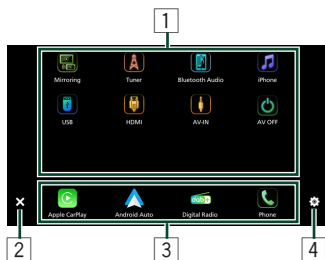 1
Mirroring Tuner Bluetooth Audio iPhone
USB HDMI AV-IN AV OFF
dab+
Apple CarPlay Android Auto Digital Radio Phone
2 3 4